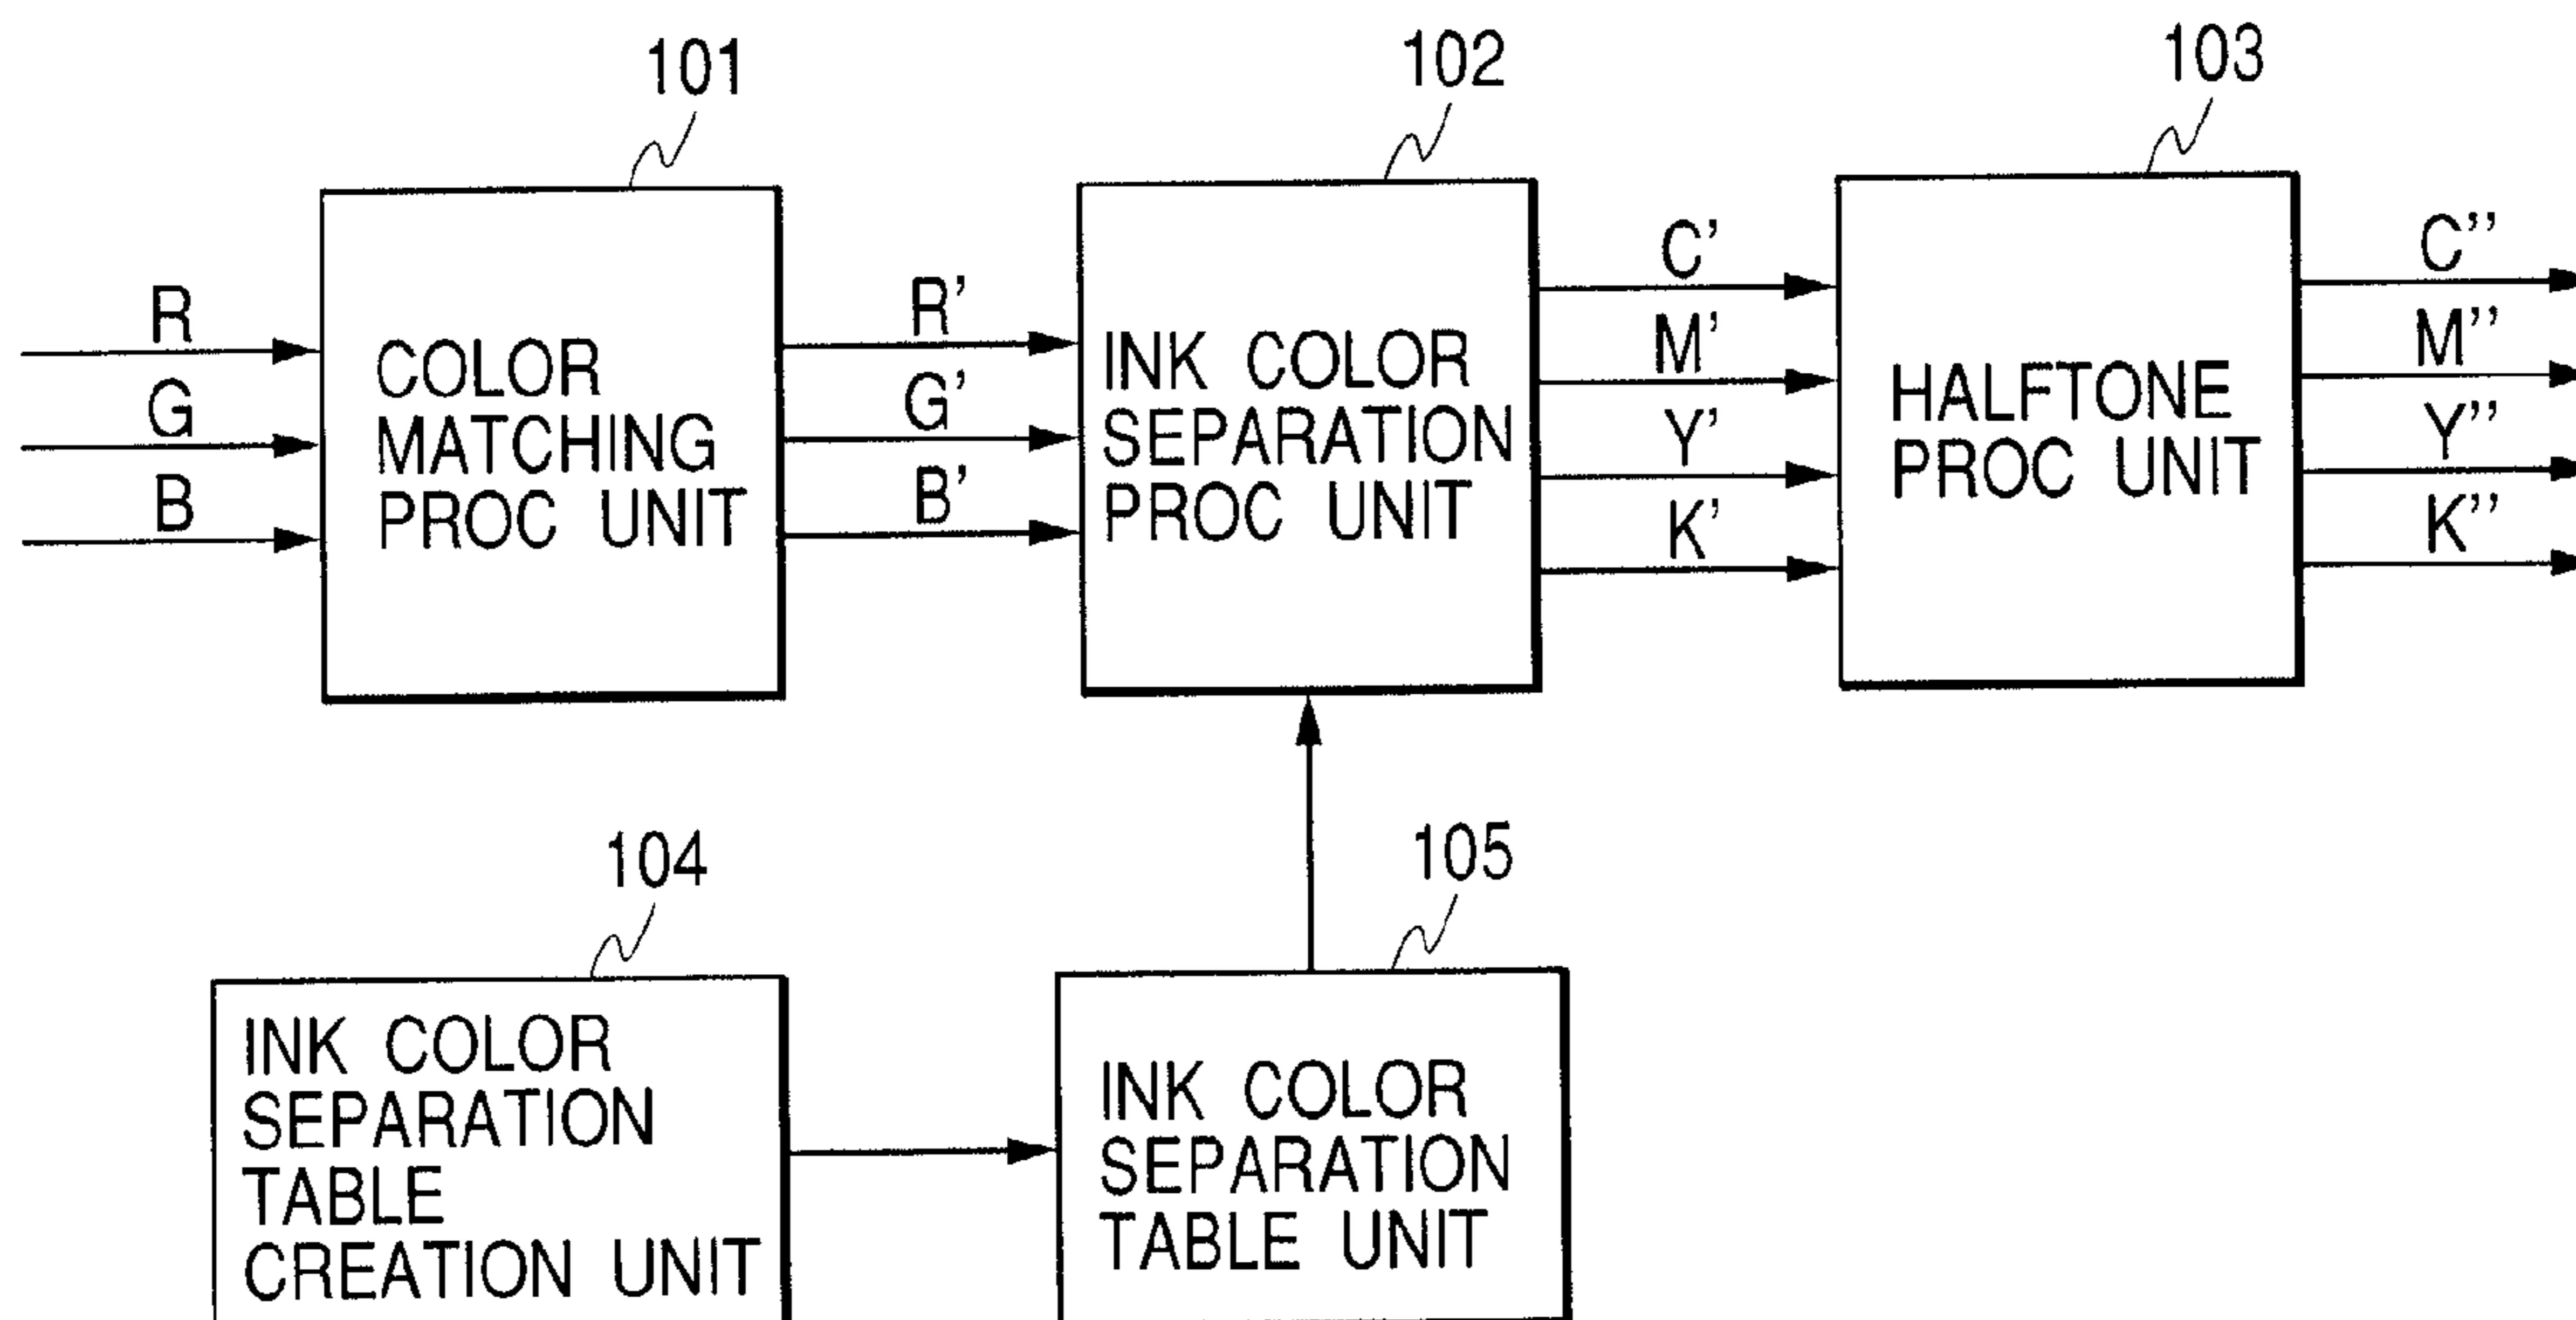 101
102
103
R
G
B
COLOR
MATCHING
PROC UNIT
R'
G'
B'
INK COLOR
SEPARATION
PROC UNIT
C'
M'
Y'
K'
HALFTONE
PROC UNIT
C''
M''
Y''
K''
104
105
INK COLOR
SEPARATION
TABLE
CREATION UNIT
INK COLOR
SEPARATION
TABLE UNIT